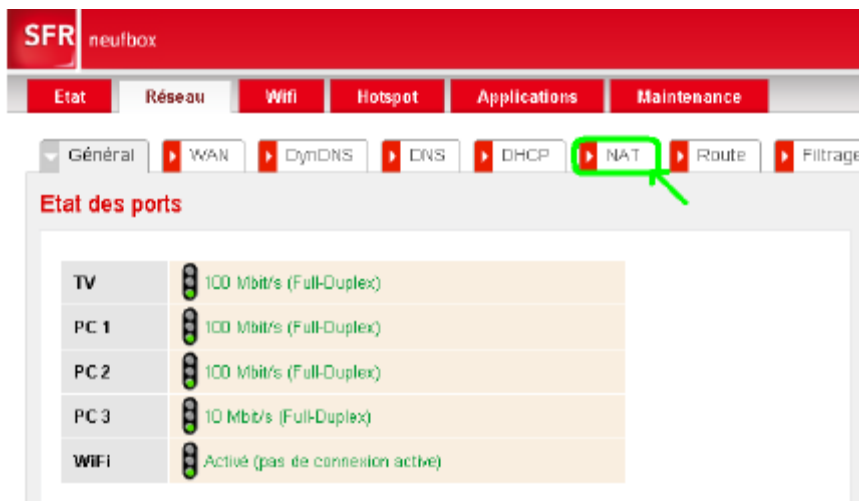 SFR neufbox
Etat Réseau Wifi Hotspot Applications Maintenance
Général WAN DynDNS DNS DHCP NAT Route Filtrage
Etat des ports
TV 100 Mbit/s (Full-Duplex)
PC 1 100 Mbit/s (Full-Duplex)
PC 2 100 Mbit/s (Full-Duplex)
PC 3 10 Mbit/s (Full-Duplex)
WiFi Activé (pas de connexion active)